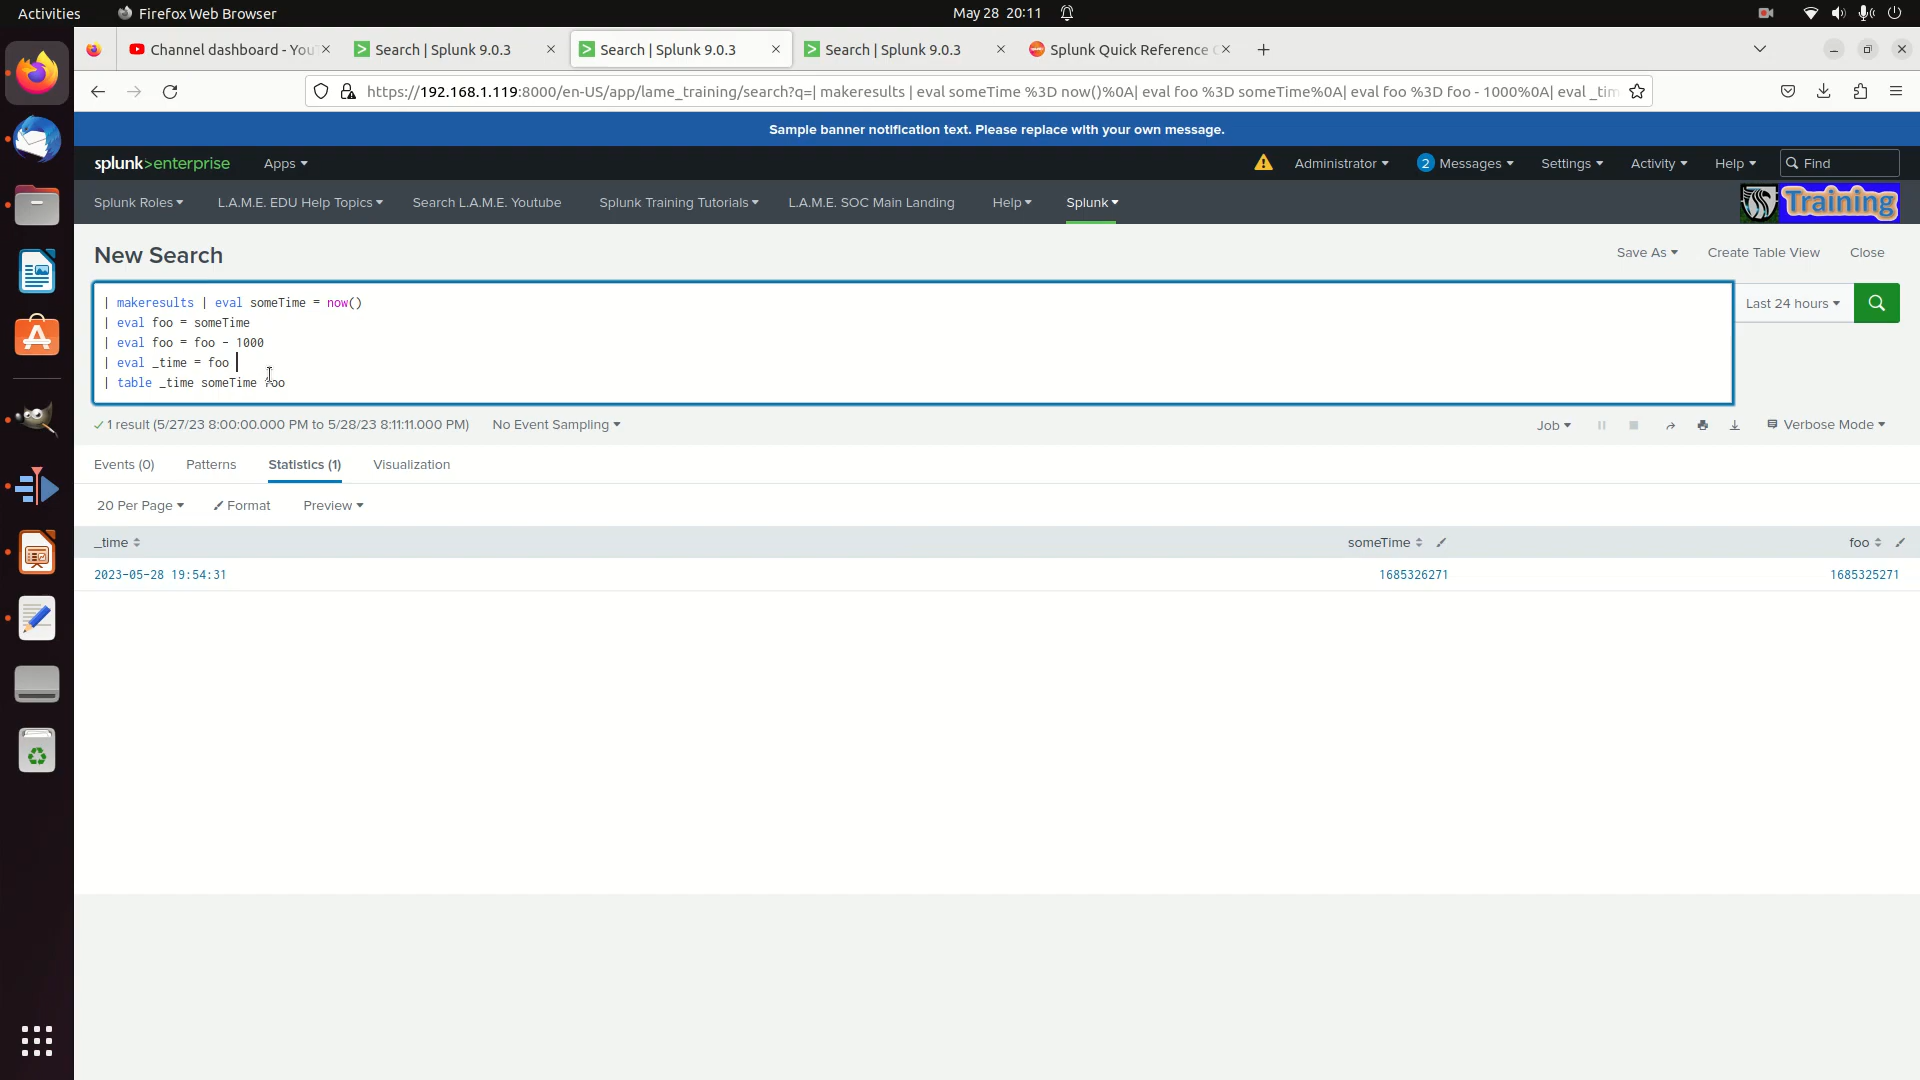 Activities
Firefox Web Browser
May 28 20:11
Channel dashboard - You
Search | Splunk 9.0.3
Search | Splunk 9.0.3
Search | Splunk 9.0.3
Splunk Quick Reference
https://192.168.1.119:8000/en-US/app/lame_training/search?q=| makeresults | eval someTime %3D now()%0A| eval foo %3D someTime%0A| eval foo %3D foo - 1000%0A| eval _tim
Sample banner notification text. Please replace with your own message.
splunk>enterprise
Apps
Administrator
2 Messages
Settings
Activity
Help
Find
Splunk Roles
L.A.M.E. EDU Help Topics
Search L.A.M.E. Youtube
Splunk Training Tutorials
L.A.M.E. SOC Main Landing
Help
Splunk
Training
New Search
Save As
Create Table View
Close
| makeresults | eval someTime = now()
| eval foo = someTime
| eval foo = foo - 1000
| eval _time = foo
| table _time someTime foo
Last 24 hours
1 result (5/27/23 8:00:00.000 PM to 5/28/23 8:11:11.000 PM)
No Event Sampling
Job
Verbose Mode
Events (0)
Patterns
Statistics (1)
Visualization
20 Per Page
Format
Preview
_time
someTime
foo
2023-05-28 19:54:31
1685326271
1685325271